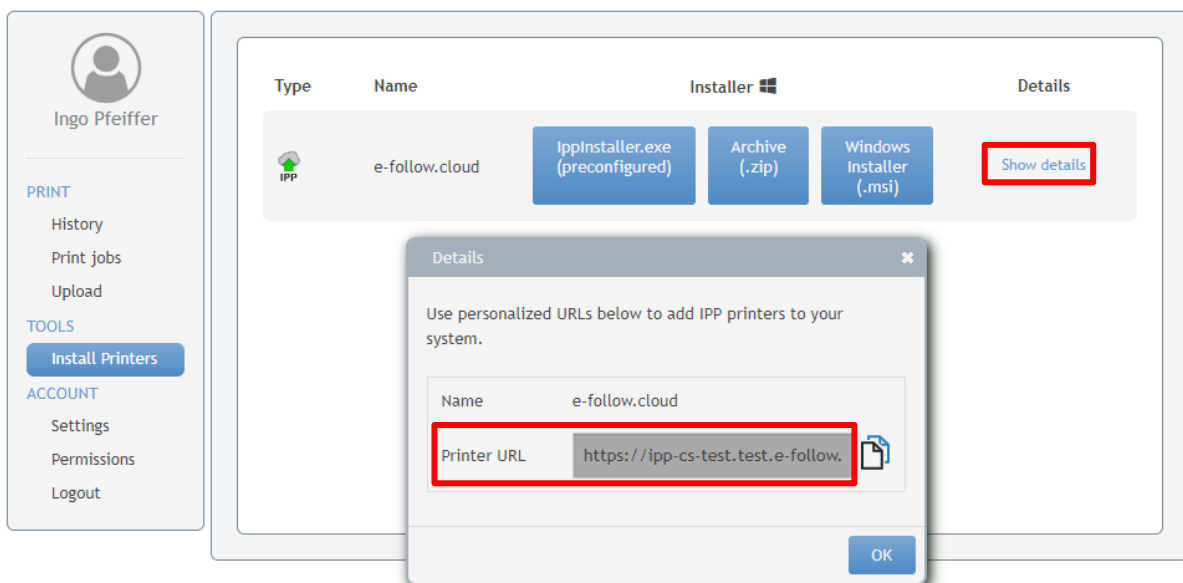 Ingo Pfeiffer
PRINT
History
Print jobs
Upload
TOOLS
Install Printers
ACCOUNT
Settings
Permissions
Logout
Type Name Installer Details
IPP
e-follow.cloud
IppInstaller.exe
(preconfigured)
Archive
(.zip)
Windows
Installer
(.msi)
Show details
Details
Use personalized URLs below to add IPP printers to your
system.
Name e-follow.cloud
Printer URL https://ipp-cs-test.test.e-follow.
OK